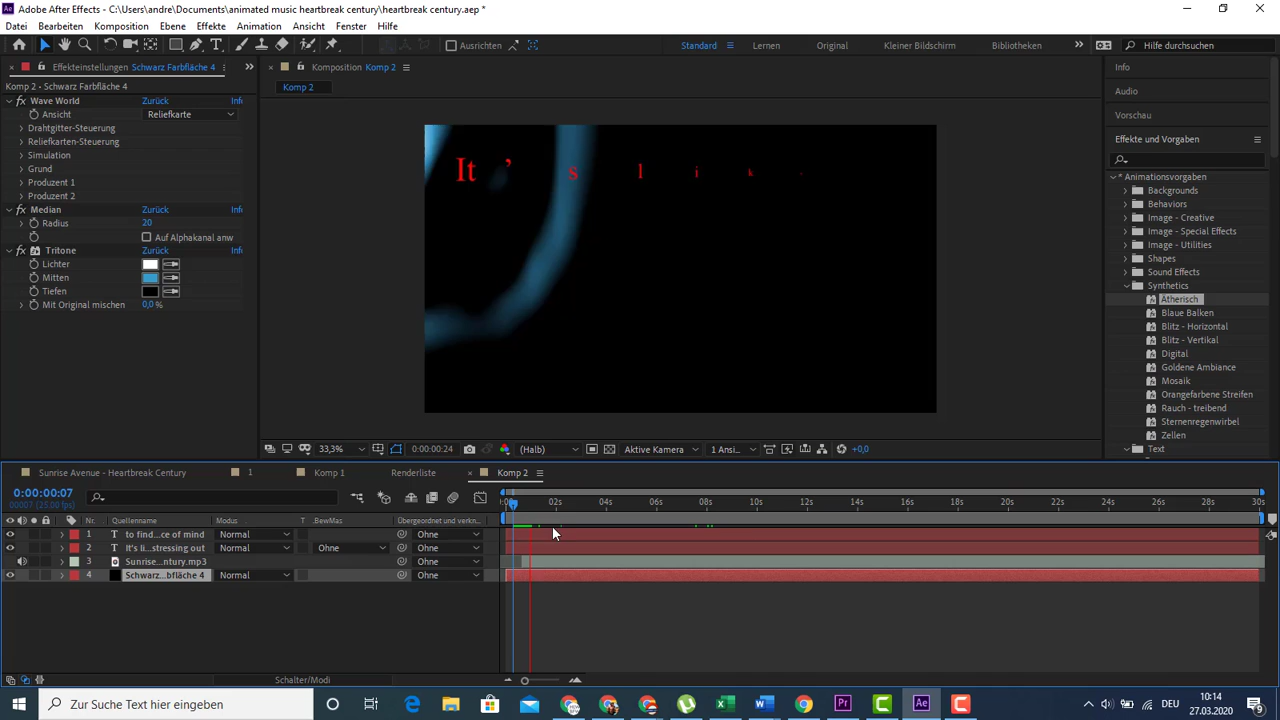 Adobe After Effects - C:\Users\andre\Documents\animated music heartbreak century\heartbreak century.aep *
Datei Bearbeiten Komposition Ebene Effekte Animation Ansicht Fenster Hilfe
Ausrichten Standard Lernen Original Kleiner Bildschirm Bibliotheken Hilfe durchsuchen
Effekteinstellungen Schwarz Farbfläche 4
Komposition Komp 2
Info
Komp 2 • Schwarz Farbfläche 4
Komp 2
Audio
Wave World Zurück Info
Ansicht Reliefkarte
Vorschau
Drahtgitter-Steuerung
Reliefkarten-Steuerung
Effekte und Vorgaben
Simulation
Grund
Produzent 1
Produzent 2
Median Zurück Info
Radius 20
Auf Alphakanal anw
Tritone Zurück Info
Lichter
Mitten
Tiefen
Mit Original mischen 0,0 %
It ’ s l i k
* Animationsvorgaben
Backgrounds
Behaviors
Image - Creative
Image - Special Effects
Image - Utilities
Shapes
Sound Effects
Synthetics
Ätherisch
Blaue Balken
Blitz - Horizontal
Blitz - Vertikal
Digital
Goldene Ambiance
Mosaik
Orangefarbene Streifen
Rauch - treibend
Sternenregenwirbel
Zellen
Text
33,3% 0:00:00:24 (Halb) Aktive Kamera 1 Ansi... +0,0
Sunrise Avenue - Heartbreak Century 1 Komp 1 Renderliste Komp 2
0:00:00:07
00007 (25.00 fps)
02s 04s 06s 08s 10s 12s 14s 16s 18s 20s 22s 24s 26s 28s 30s
Nr. Quellenname Modus T .BewMas Übergeordnet und verkn...
1 T to find...ce of mind Normal Ohne
2 T It's li...stressing out Normal Ohne Ohne
3 Sunrise...ntury.mp3 Ohne
4 Schwarz...bfläche 4 Normal Ohne
Schalter/Modi
Zur Suche Text hier eingeben
DEU
10:14
27.03.2020